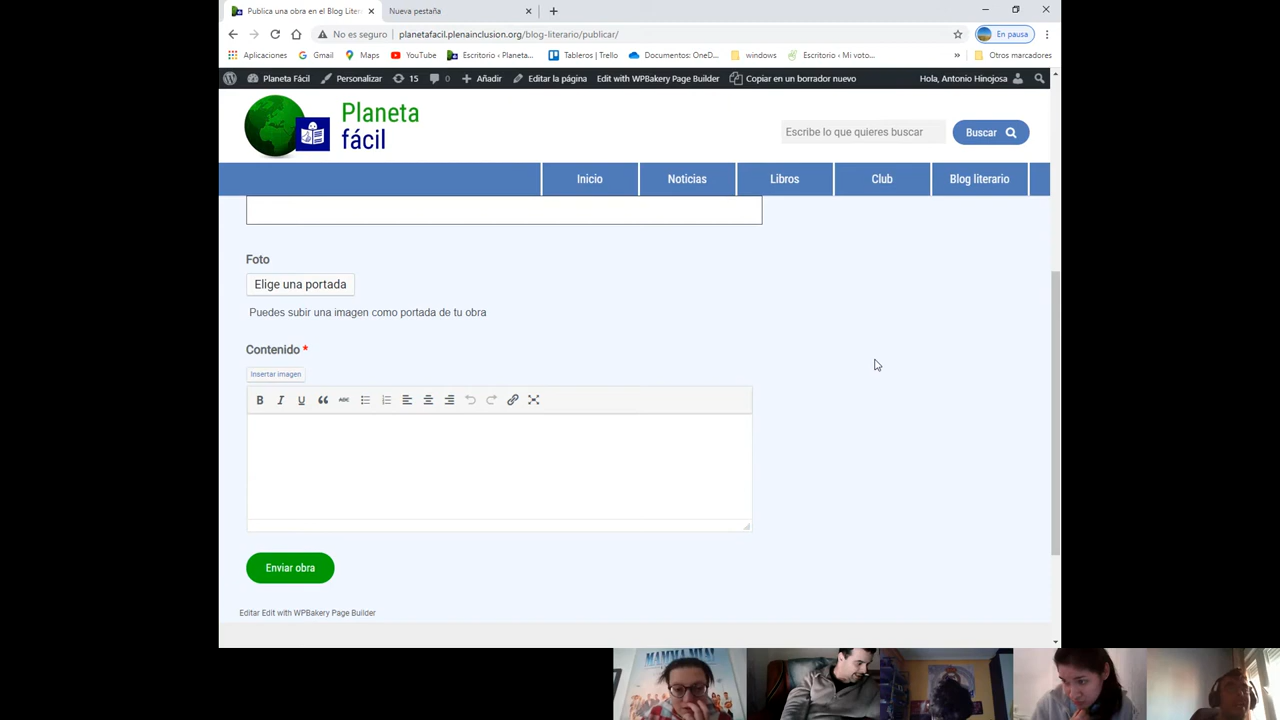 Publica una obra en el Blog Liter
Nueva pestaña
No es seguro planetafacil.plenainclusion.org/blog-literario/publicar/
En pausa
Aplicaciones Gmail Maps YouTube Escritorio ‹ Planeta... Tableros | Trello Documentos: OneD... windows Escritorio ‹ Mi voto... » Otros marcadores
Planeta Fácil Personalizar 15 0 Añadir Editar la página Edit with WPBakery Page Builder Copiar en un borrador nuevo Hola, Antonio Hinojosa
Planeta
fácil
Escribe lo que quieres buscar
Buscar
Inicio Noticias Libros Club Blog literario
Foto
Elige una portada
Puedes subir una imagen como portada de tu obra
Contenido *
Insertar imagen
B I U ABC
Enviar obra
Editar Edit with WPBakery Page Builder
MAMMA MIA!